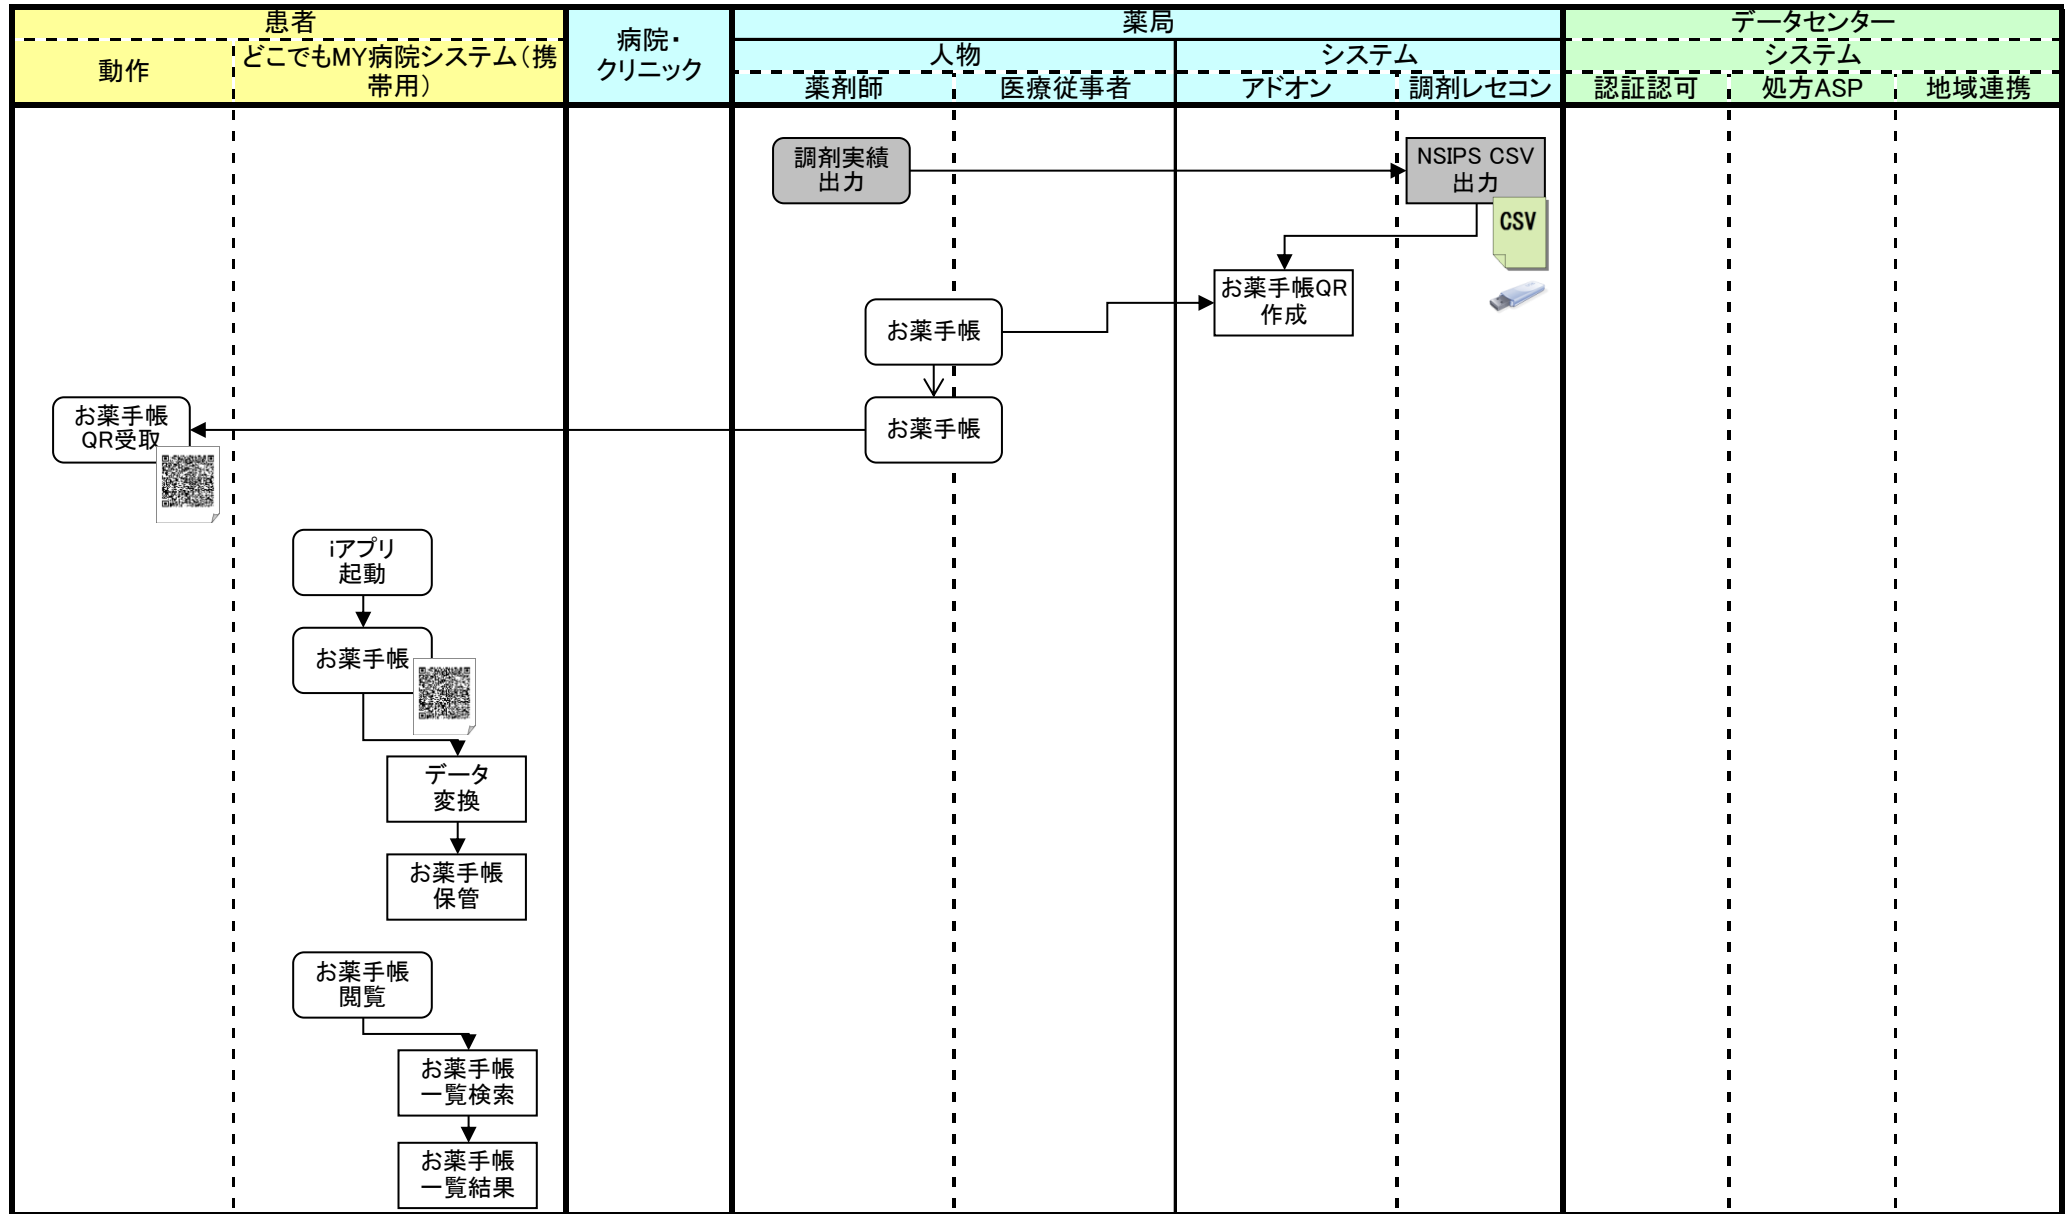 患者
動作
どこでもMY病院システム（携
帯用）
病院・
クリニック
薬局
人物
システム
薬剤師
医療従事者
アドオン
調剤レセコン
データセンター
システム
認証認可
処方ASP
地域連携
調剤実績
出力
NSIPS CSV
出力
CSV
お薬手帳QR
作成
お薬手帳
お薬手帳
お薬手帳
QR受取
iアプリ
起動
お薬手帳
データ
変換
お薬手帳
保管
お薬手帳
閲覧
お薬手帳
一覧検索
お薬手帳
一覧結果